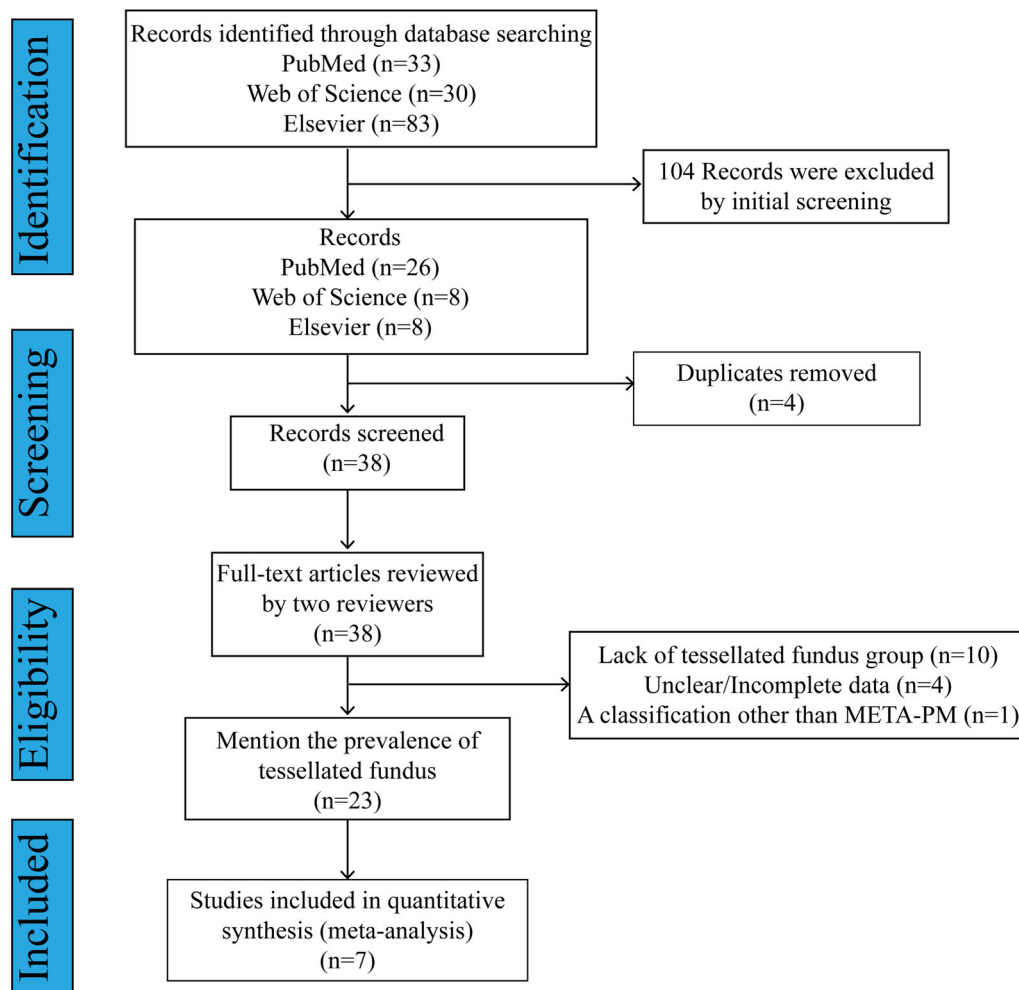 Identification
Records identified through database searching
PubMed (n=33)
Web of Science (n=30)
Elsevier (n=83)
104 Records were excluded
by initial screening
Records
PubMed (n=26)
Web of Science (n=8)
Elsevier (n=8)
Screening
Duplicates removed
(n=4)
Records screened
(n=38)
Eligibility
Full-text articles reviewed
by two reviewers
(n=38)
Lack of tessellated fundus group (n=10)
Unclear/Incomplete data (n=4)
A classification other than META-PM (n=1)
Mention the prevalence of
tessellated fundus
(n=23)
Included
Studies included in quantitative
synthesis (meta-analysis)
(n=7)